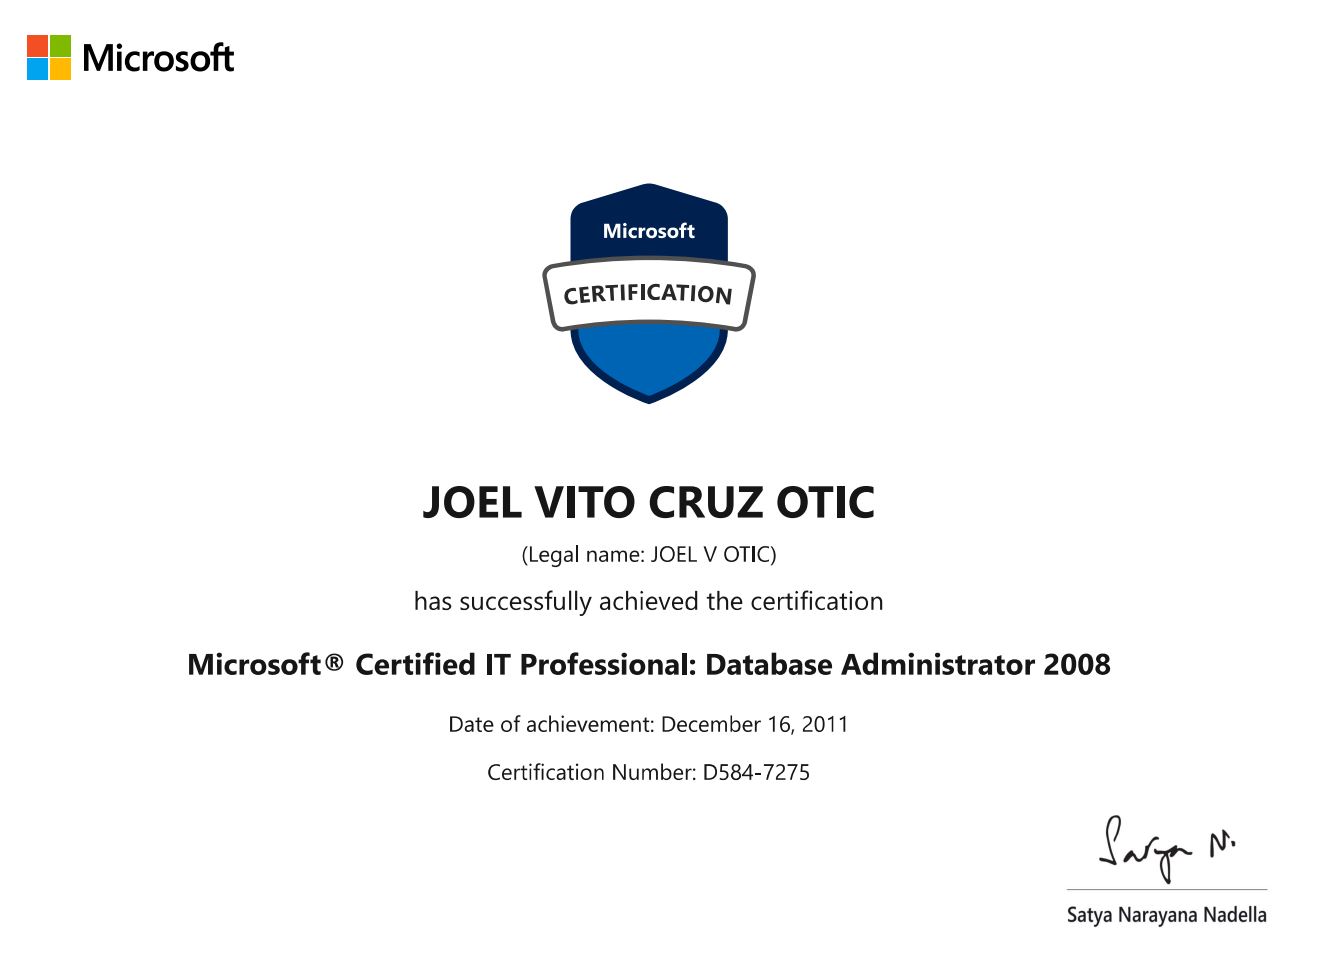 Microsoft
Microsoft
CERTIFICATION
JOEL VITO CRUZ OTIC
(Legal name: JOEL V OTIC)
has successfully achieved the certification
Microsoft® Certified IT Professional: Database Administrator 2008
Date of achievement: December 16, 2011
Certification Number: D584-7275
Satya N.
Satya Narayana Nadella